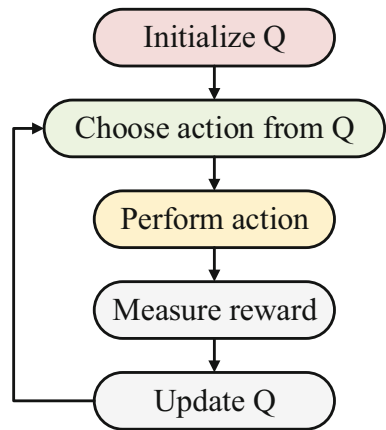 Initialize Q
Choose action from Q
Perform action
Measure reward
Update Q